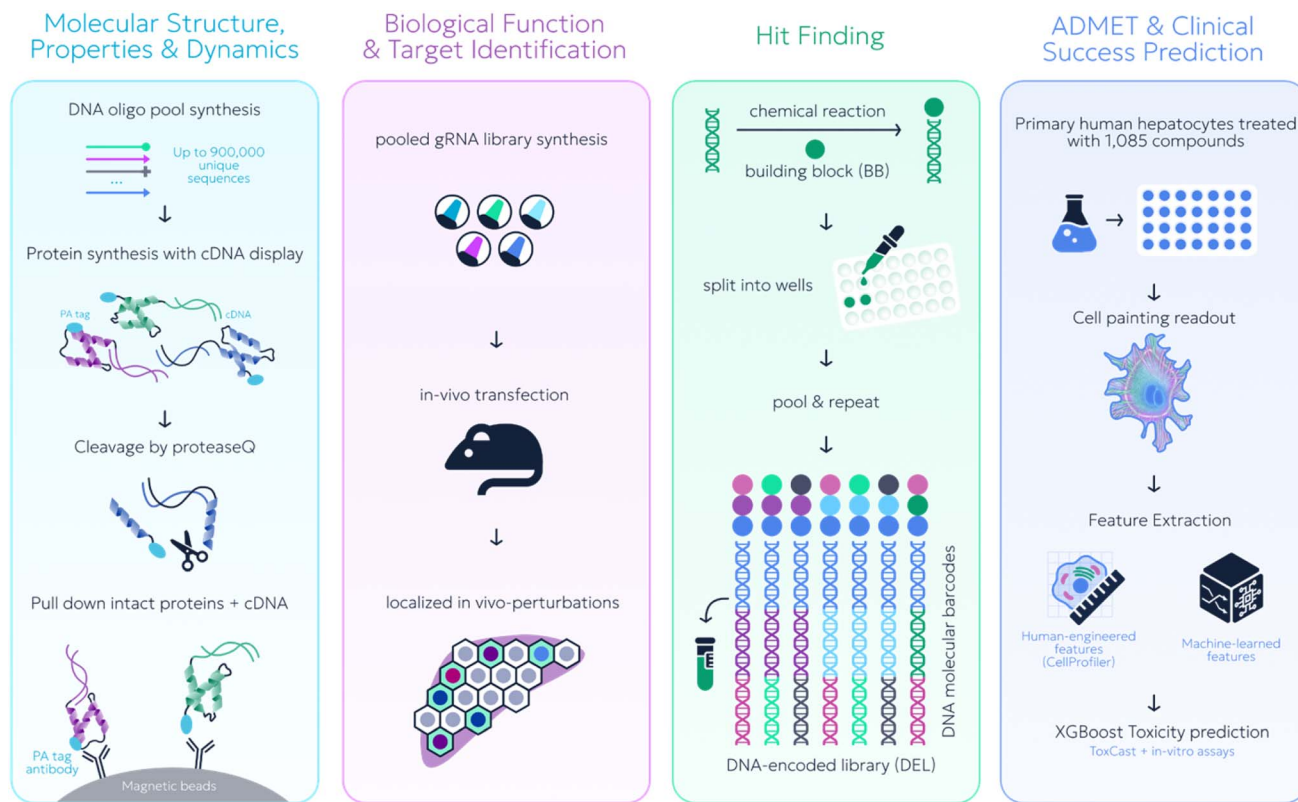 Molecular Structure,
Properties & Dynamics
DNA oligo pool synthesis
Up to 900,000
unique
sequences
...
Protein synthesis with cDNA display
PA tag
cDNA
Cleavage by proteaseQ
Pull down intact proteins + cDNA
PA tag
antibody
Magnetic beads
Biological Function
& Target Identification
pooled gRNA library synthesis
in-vivo transfection
localized in vivo-perturbations
Hit Finding
chemical reaction
building block (BB)
split into wells
pool & repeat
DNA molecular barcodes
DNA-encoded library (DEL)
ADMET & Clinical
Success Prediction
Primary human hepatocytes treated
with 1,085 compounds
Cell painting readout
Feature Extraction
Human-engineered
features
(CellProfiler)
Machine-learned
features
XGBoost Toxicity prediction
ToxCast + in-vitro assays